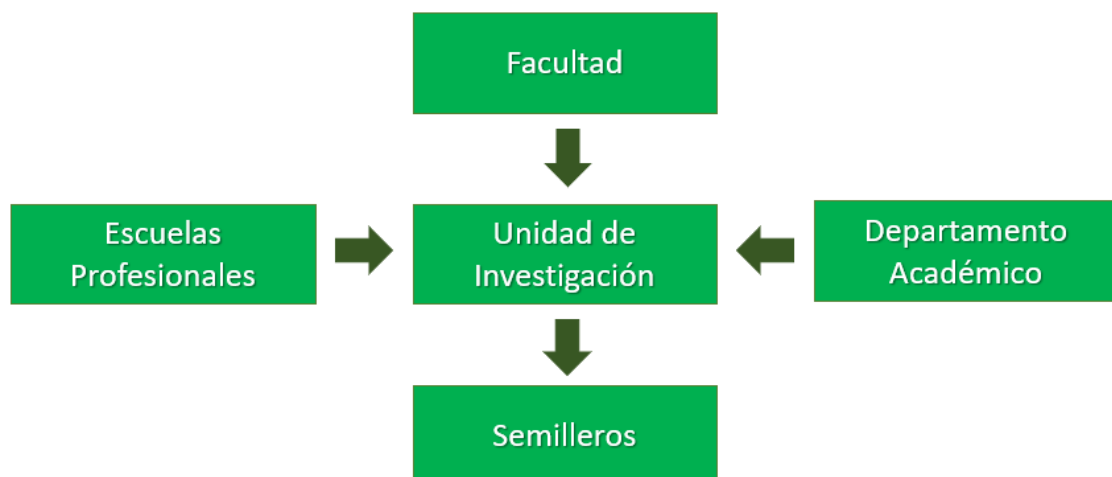 Facultad
Escuelas
Profesionales
Unidad de
Investigación
Departamento
Académico
Semilleros